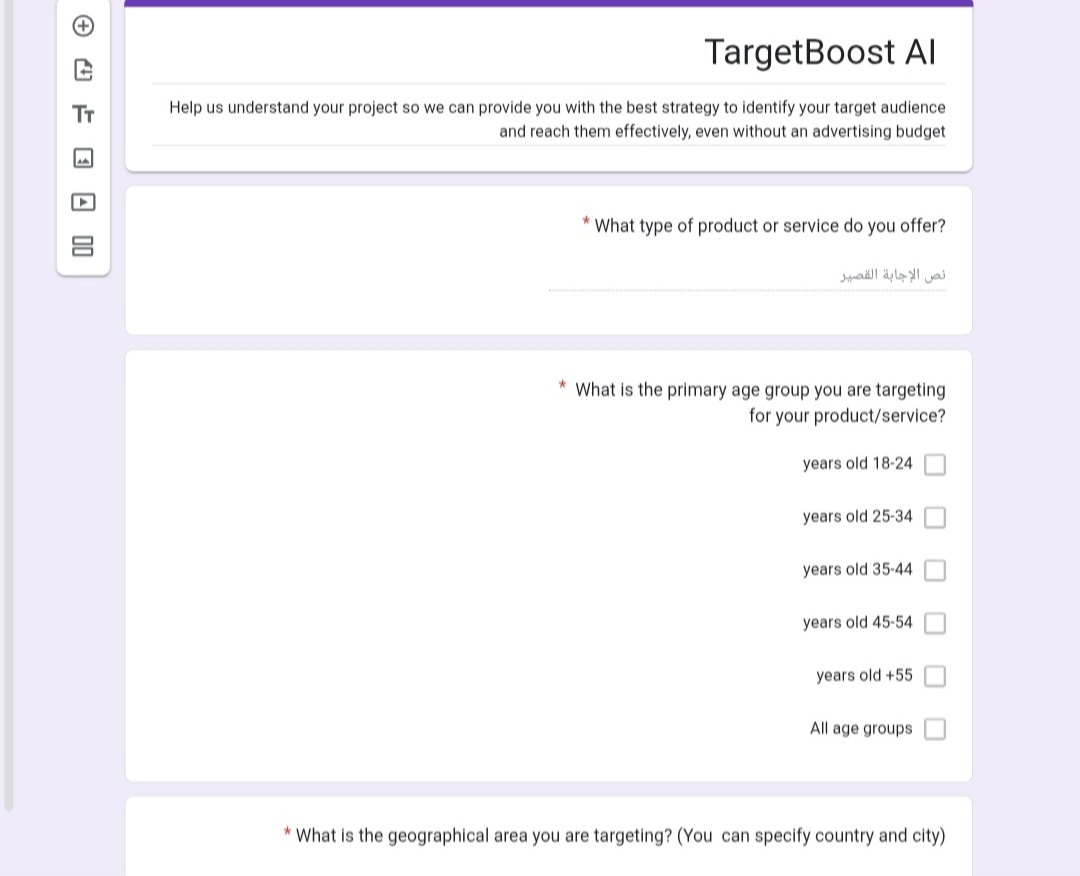 TargetBoost AI
Help us understand your project so we can provide you with the best strategy to identify your target audience
and reach them effectively, even without an advertising budget
* What type of product or service do you offer?
نص الإجابة القصير
* What is the primary age group you are targeting
for your product/service?
years old 18-24
years old 25-34
years old 35-44
years old 45-54
years old +55
All age groups
* What is the geographical area you are targeting? (You can specify country and city)